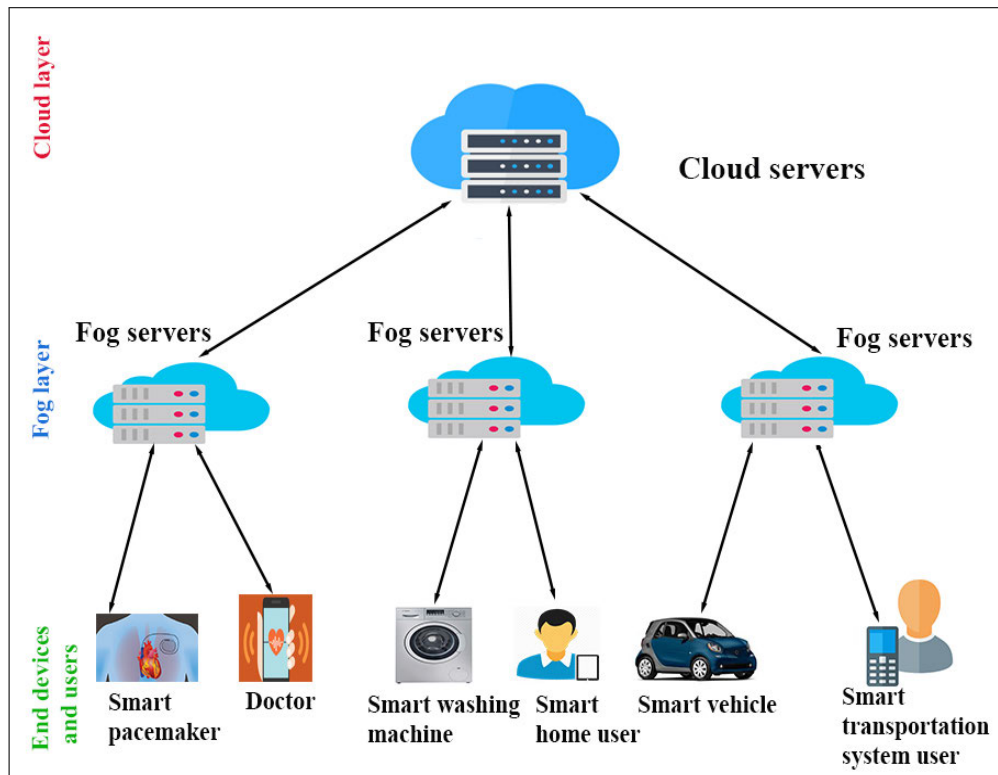 Cloud layer
Cloud servers
Fog layer
Fog servers
Fog servers
Fog servers
End devices
and users
Smart
pacemaker
Doctor
Smart washing
machine
Smart
home user
Smart vehicle
Smart
transportation
system user